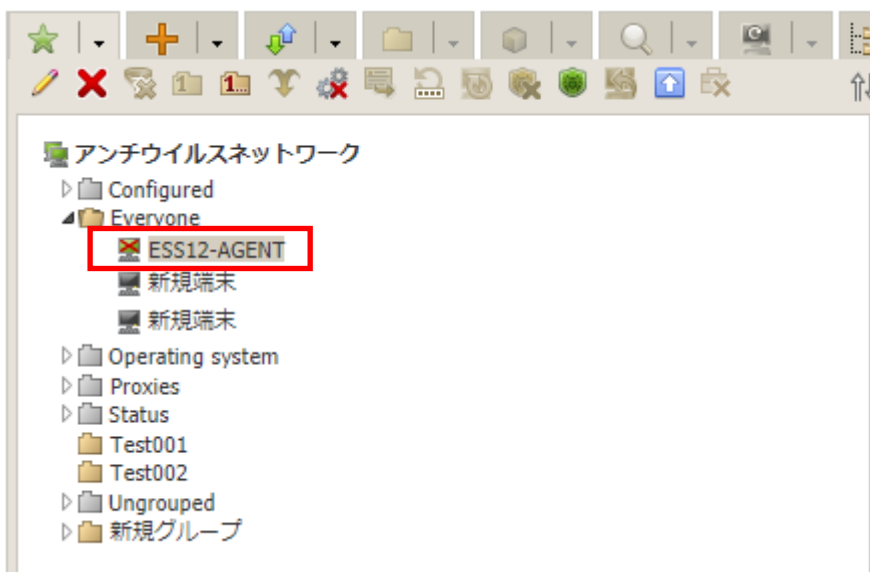 アンチウイルスネットワーク
Configured
Everyone
ESS12-AGENT
新規端末
新規端末
Operating system
Proxies
Status
Test001
Test002
Ungrouped
新規グループ